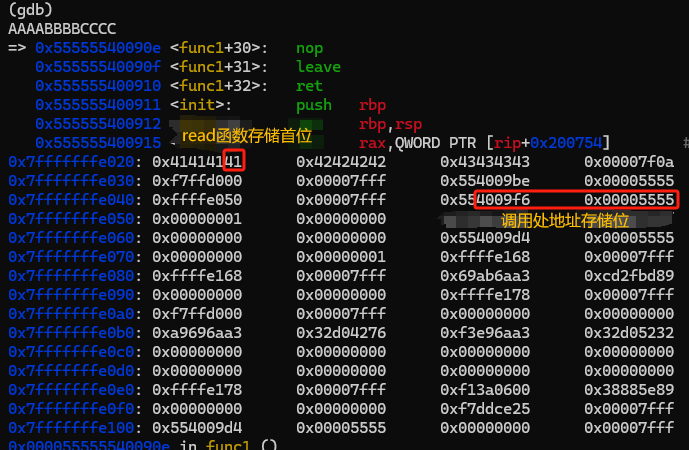 (gdb)
AAAABBBBCCCC
=> 0x55555540090e <func1+30>: nop
0x55555540090f <func1+31>: leave
0x555555400910 <func1+32>: ret
0x555555400911 <init>: push rbp
0x555555400912 rbp,rsp
0x555555400915 rax,QWORD PTR [rip+0x200754] #
read函数存储首位
0x7fffffffe020: 0x41414141 0x42424242 0x43434343 0x00007f0a
0x7fffffffe030: 0xf7ffd000 0x00007fff 0x554009be 0x00005555
0x7fffffffe040: 0xffffe050 0x00007fff 0x554009f6 0x00005555
0x7fffffffe050: 0x00000001 0x00000000
调用处地址存储位
0x7fffffffe060: 0x00000000 0x00000000 0x554009d4 0x00005555
0x7fffffffe070: 0x00000000 0x00000001 0xffffe168 0x00007fff
0x7fffffffe080: 0xffffe168 0x00007fff 0x69ab6aa3 0xcd2fbd89
0x7fffffffe090: 0x00000000 0x00000000 0xffffe178 0x00007fff
0x7fffffffe0a0: 0xf7ffd000 0x00007fff 0x00000000 0x00000000
0x7fffffffe0b0: 0xa9696aa3 0x32d04276 0xf3e96aa3 0x32d05232
0x7fffffffe0c0: 0x00000000 0x00000000 0x00000000 0x00000000
0x7fffffffe0d0: 0x00000000 0x00000000 0x00000000 0x00000000
0x7fffffffe0e0: 0xffffe178 0x00007fff 0xf13a0600 0x38885e89
0x7fffffffe0f0: 0x00000000 0x00000000 0xf7ddce25 0x00007fff
0x7fffffffe100: 0x554009d4 0x00005555 0x00000000 0x00007fff
0x000055555540090e in func1 ()